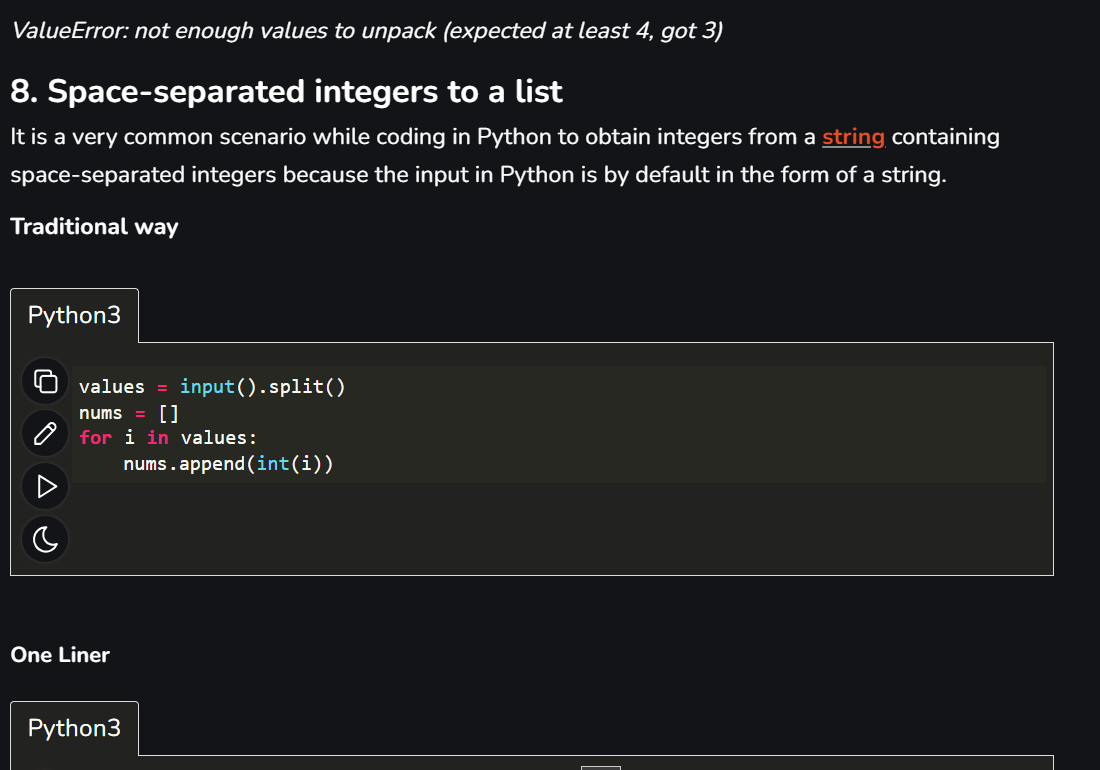 ValueError: not enough values to unpack (expected at least 4, got 3)
8. Space-separated integers to a list
It is a very common scenario while coding in Python to obtain integers from a string containing
space-separated integers because the input in Python is by default in the form of a string.
Traditional way
Python3
values = input().split()
nums = []
for i in values:
    nums.append(int(i))
One Liner
Python3